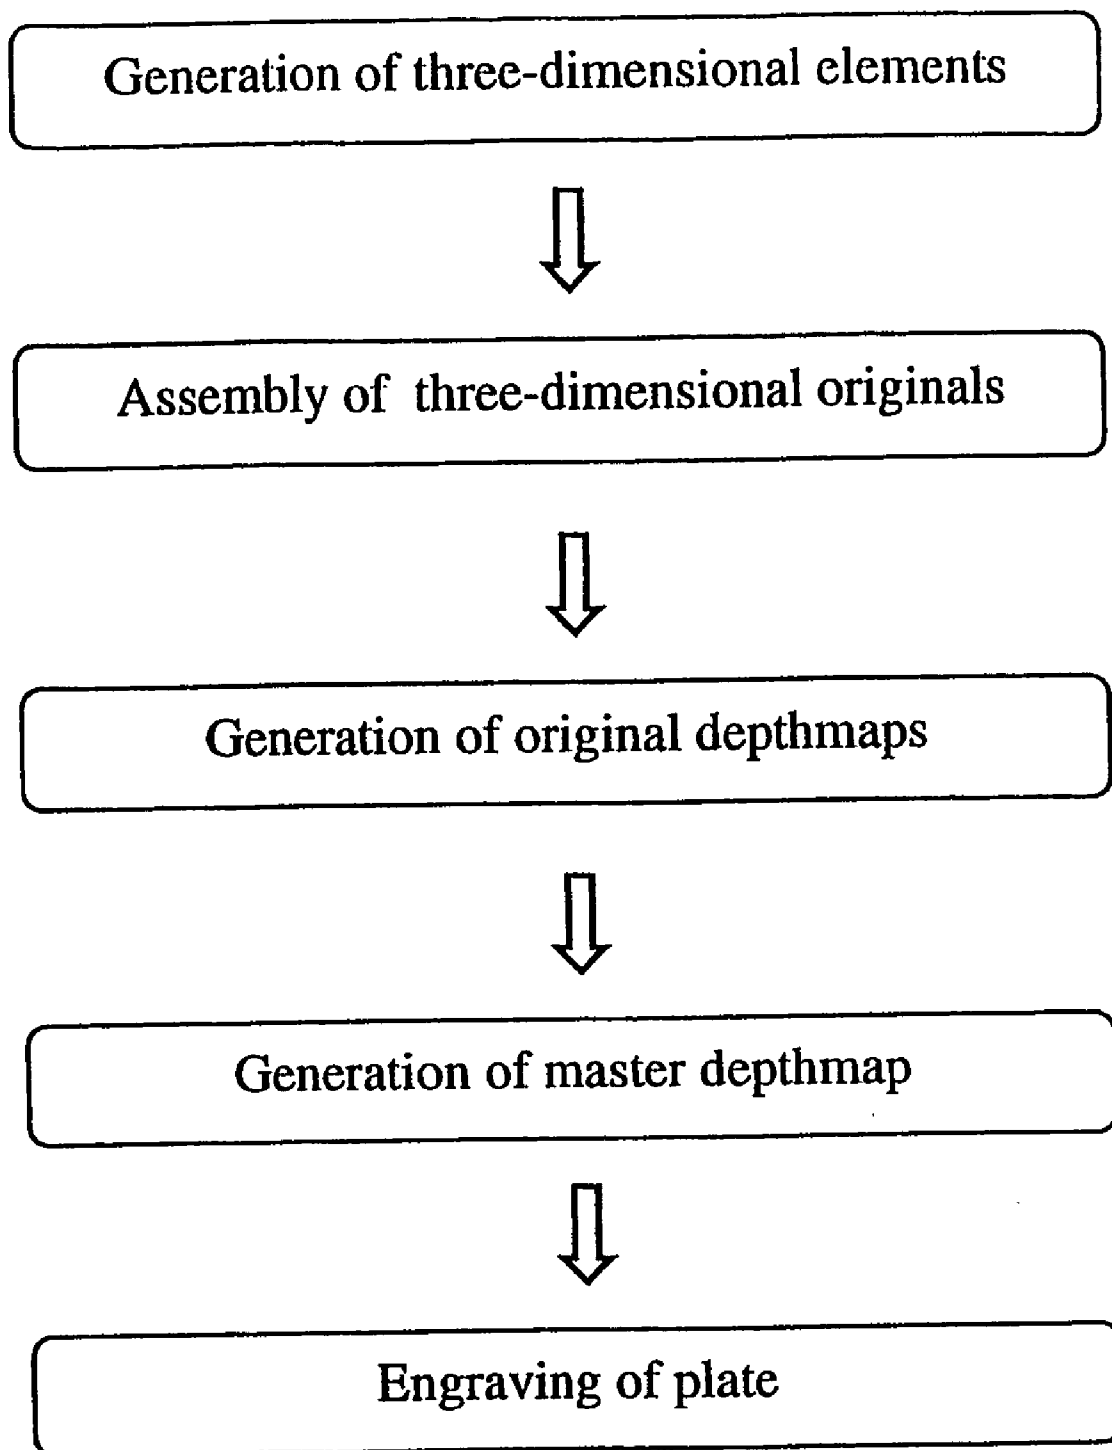 Generation of three-dimensional elements
Assembly of three-dimensional originals
Generation of original depthmaps
Generation of master depthmap
Engraving of plate